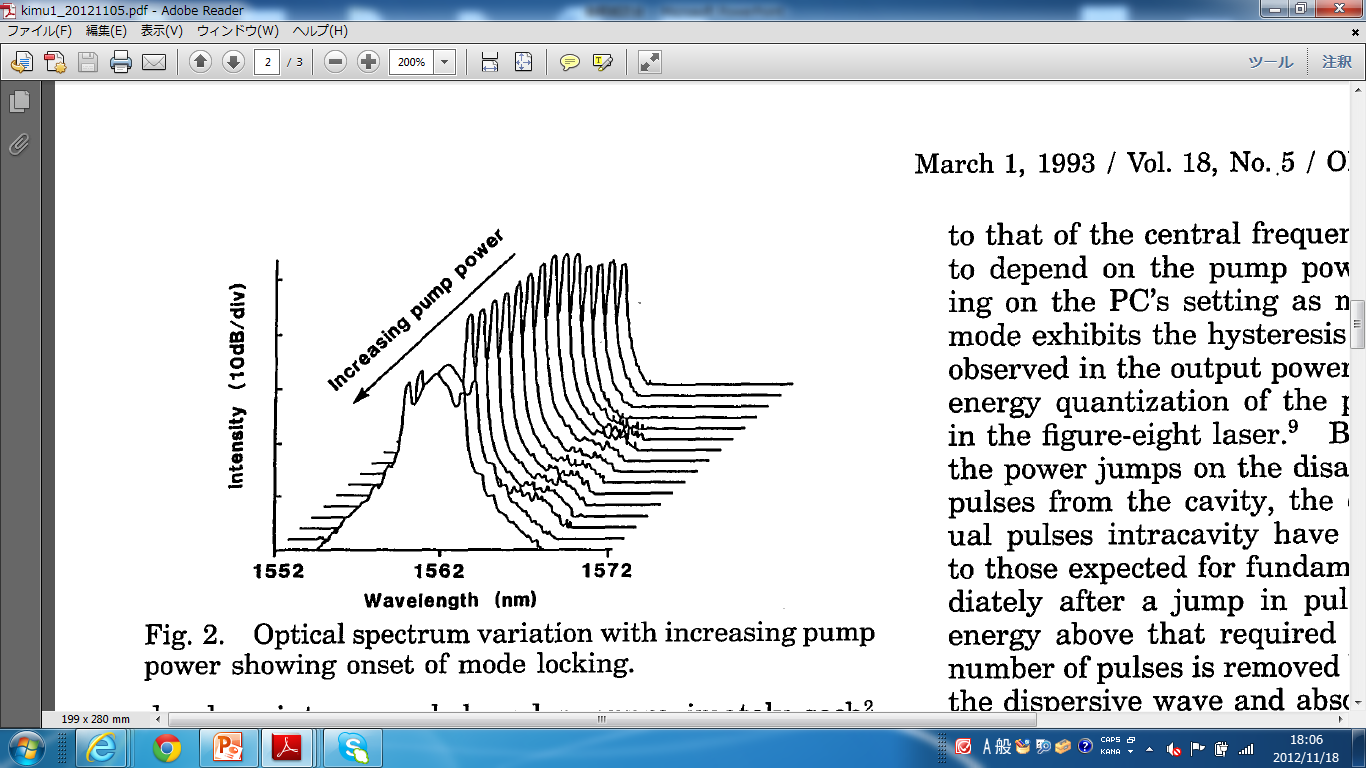 kimu1_20121105.pdf - Adobe Reader
ファイル(F) 編集(E) 表示(V) ウィンドウ(W) ヘルプ(H)
2 / 3 200% ツール 注釈
March 1, 1993 / Vol. 18, No. 5 / O
Increasing pump power
Intensity (10dB/div)
1552 1562 1572
Wavelength (nm)
Fig. 2. Optical spectrum variation with increasing pump
power showing onset of mode locking.
to that of the central frequen
to depend on the pump pow
ing on the PC's setting as m
mode exhibits the hysteresis
observed in the output power
energy quantization of the p
in the figure-eight laser.9 B
the power jumps on the disa
pulses from the cavity, the
ual pulses intracavity have
to those expected for fundam
diately after a jump in pul
energy above that required
number of pulses is removed
the dispersive wave and abso
199 x 280 mm
A 般 CAPS KANA
18:06
2012/11/18